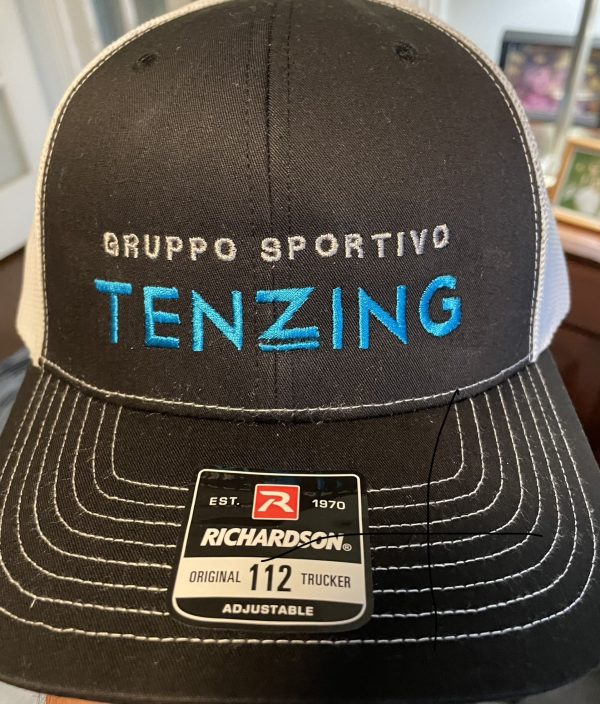 GRUPPO SPORTIVO
TENZING
EST. R 1970
RICHARDSON®
ORIGINAL 112 TRUCKER
ADJUSTABLE